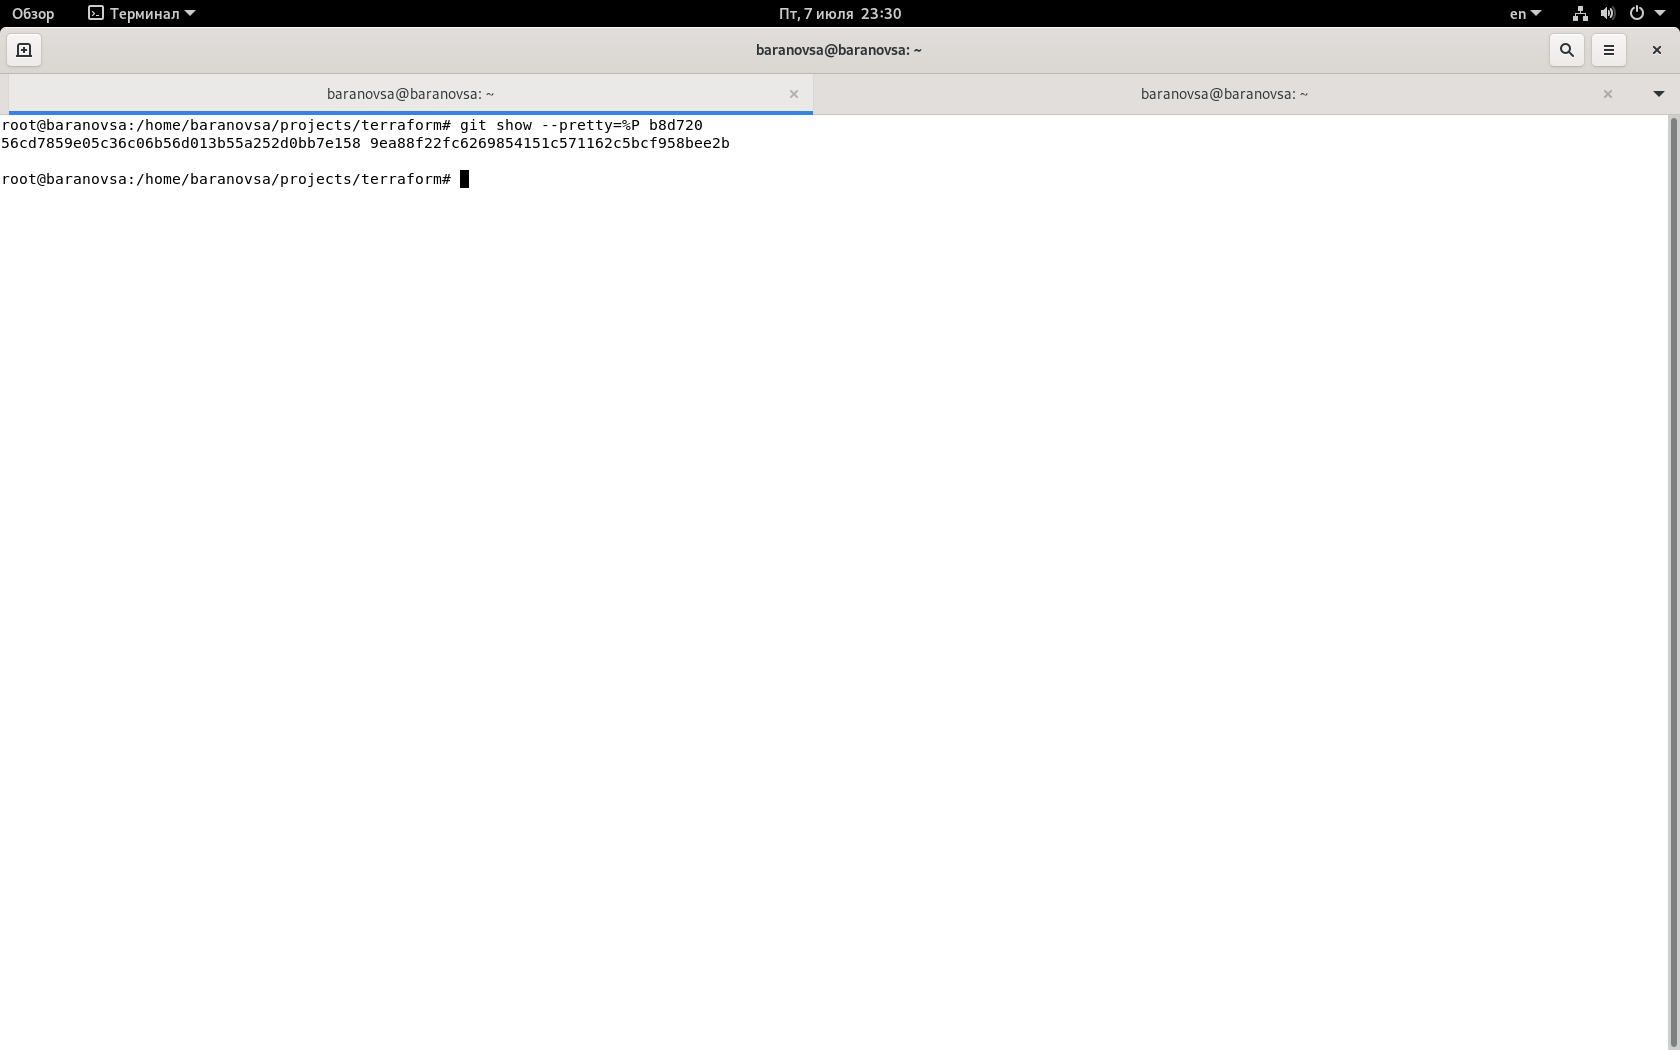 Обзор Терминал Пт, 7 июля 23:30 en
baranovsa@baranovsa: ~
baranovsa@baranovsa: ~ baranovsa@baranovsa: ~
root@baranovsa:/home/baranovsa/projects/terraform# git show --pretty=%P b8d720
56cd7859e05c36c06b56d013b55a252d0bb7e158 9ea88f22fc6269854151c571162c5bcf958bee2b
root@baranovsa:/home/baranovsa/projects/terraform#